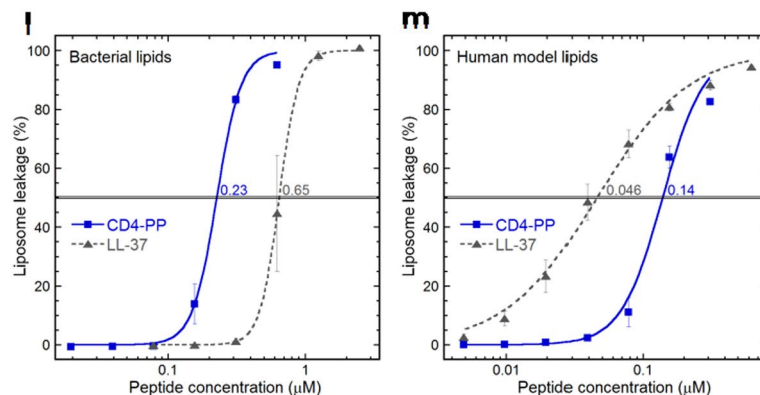 m
Bacterial lipids
100
80
60
40
20
0
Liposome leakage (%)
0.23
0.65
CD4-PP
LL-37
0.1
1
Peptide concentration (μM)
Human model lipids
100
80
60
40
20
0
Liposome leakage (%)
0.046
0.14
CD4-PP
LL-37
0.01
0.1
Peptide concentration (μM)